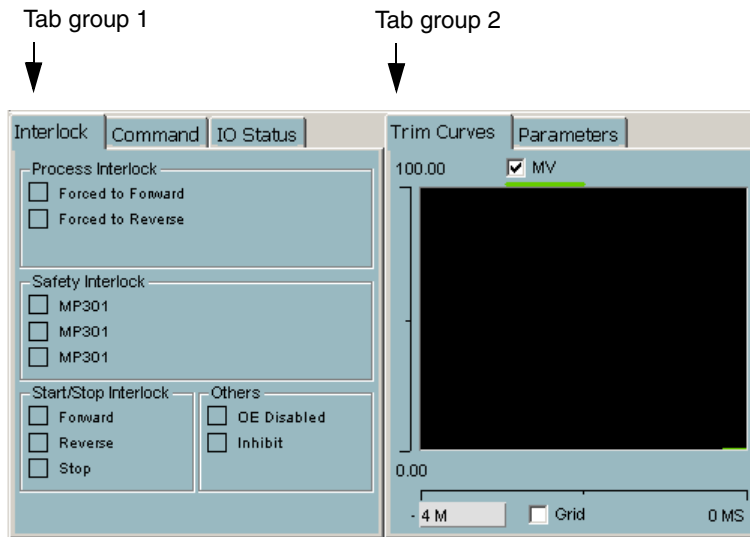 Tab group 1
Tab group 2
Interlock Command IO Status
Process Interlock
Forced to Forward
Forced to Reverse
Safety Interlock
MP301
MP301
MP301
Start/Stop Interlock
Forward
Reverse
Stop
Others
OE Disabled
Inhibit
Trim Curves Parameters
100.00 MV
0.00
- 4 M Grid 0 MS